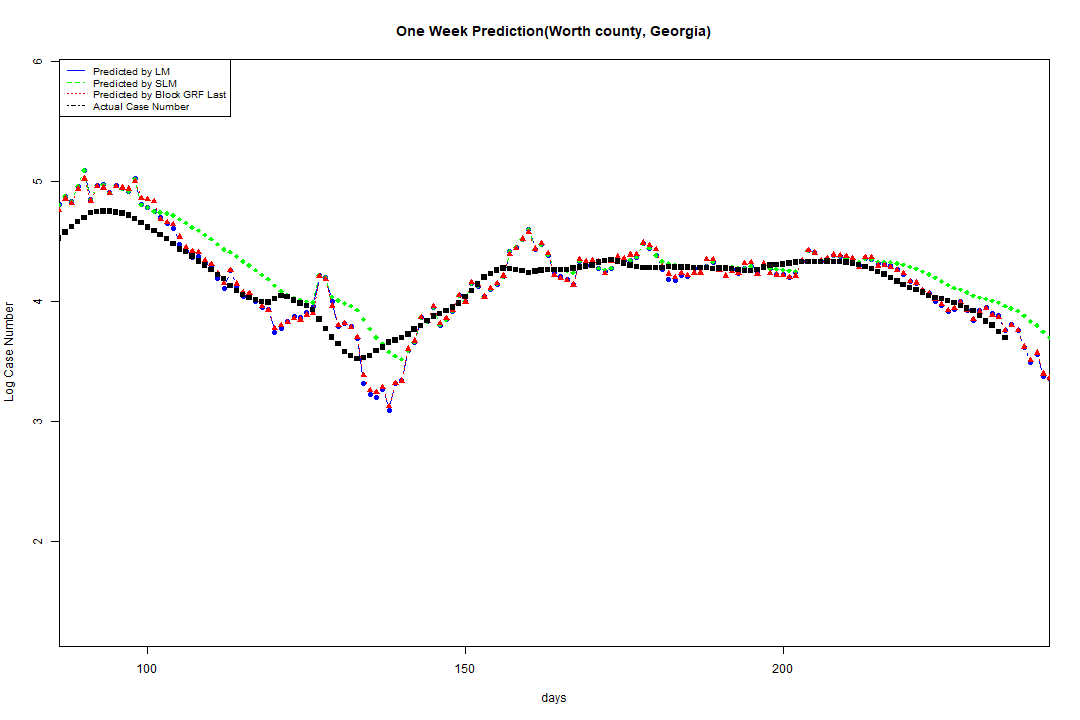 One Week Prediction(Worth county, Georgia)
Predicted by LM
Predicted by SLM
Predicted by Block GRF Last
Actual Case Number
6
5
4
3
2
Log Case Number
100
150
200
days